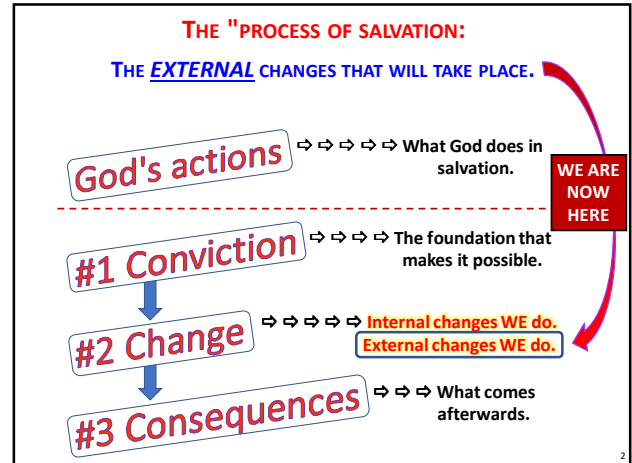 THE "PROCESS OF SALVATION:
THE EXTERNAL CHANGES THAT WILL TAKE PLACE.
God's actions ⇨ ⇨ ⇨ ⇨ ⇨ What God does in
salvation.
WE ARE
NOW
HERE
#1 Conviction ⇨ ⇨ ⇨ ⇨ The foundation that
makes it possible.
#2 Change ⇨ ⇨ ⇨ ⇨ ⇨ Internal changes WE do.
External changes WE do.
#3 Consequences ⇨ ⇨ ⇨ What comes
afterwards.
2